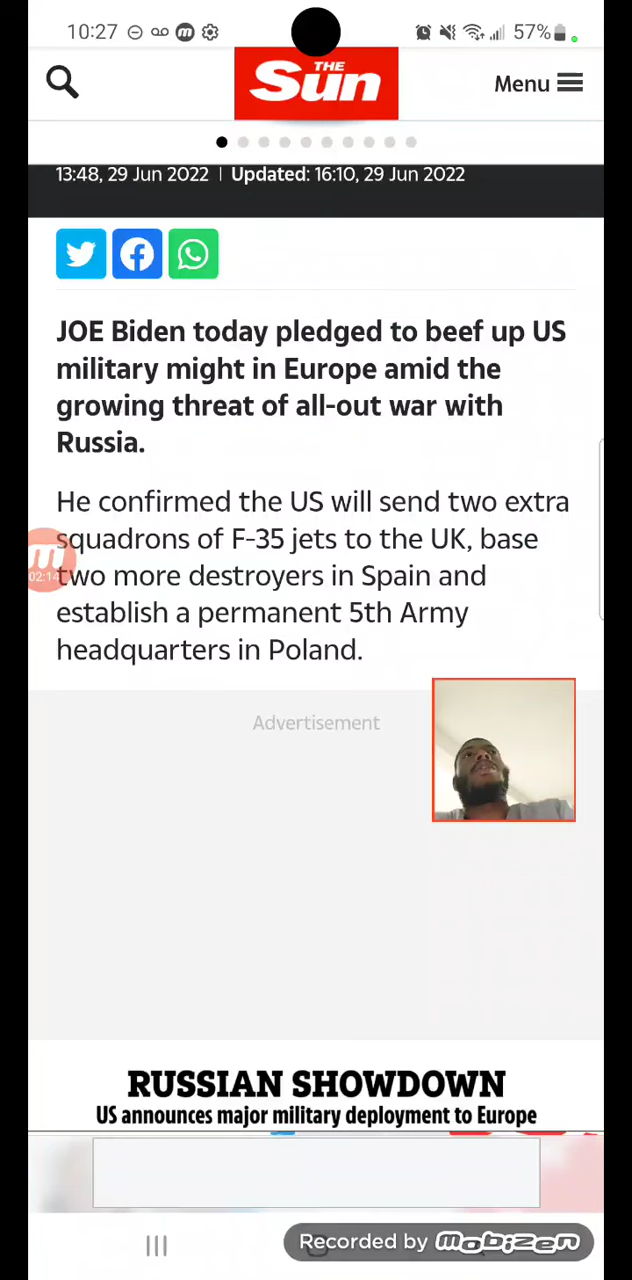 10:27
57%
THE
Sun
Menu
13:48, 29 Jun 2022 | Updated: 16:10, 29 Jun 2022
JOE Biden today pledged to beef up US
military might in Europe amid the
growing threat of all-out war with
Russia.
He confirmed the US will send two extra
squadrons of F-35 jets to the UK, base
02:14
two more destroyers in Spain and
establish a permanent 5th Army
headquarters in Poland.
Advertisement
RUSSIAN SHOWDOWN
US announces major military deployment to Europe
Recorded by mobizen